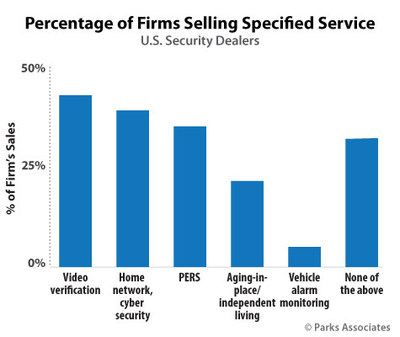 Percentage of Firms Selling Specified Service
U.S. Security Dealers
50%
25%
0%
% of Firm's Sales
Video
verification
Home
network,
cyber
security
PERS
Aging-in-
place/
independent
living
Vehicle
alarm
monitoring
None of
the above
© Parks Associates